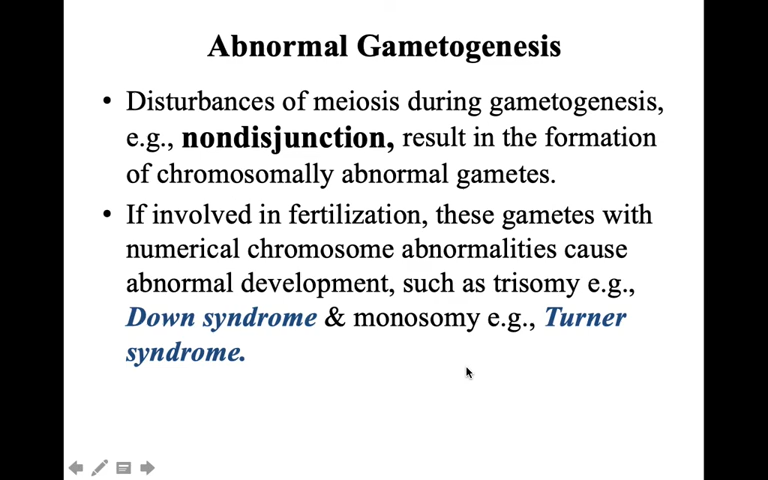 Abnormal Gametogenesis
• Disturbances of meiosis during gametogenesis,
e.g., nondisjunction, result in the formation
of chromosomally abnormal gametes.
• If involved in fertilization, these gametes with
numerical chromosome abnormalities cause
abnormal development, such as trisomy e.g.,
Down syndrome & monosomy e.g., Turner
syndrome.